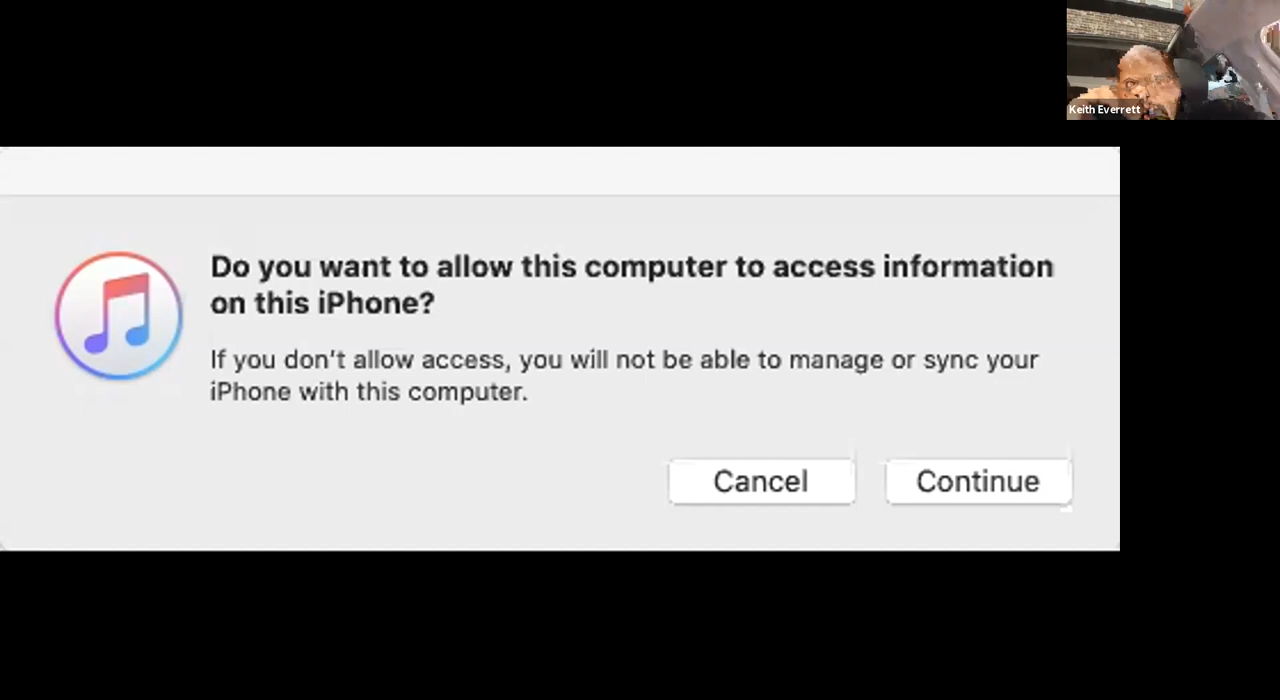 Keith Everrett
Do you want to allow this computer to access information
on this iPhone?
If you don't allow access, you will not be able to manage or sync your
iPhone with this computer.
Cancel
Continue